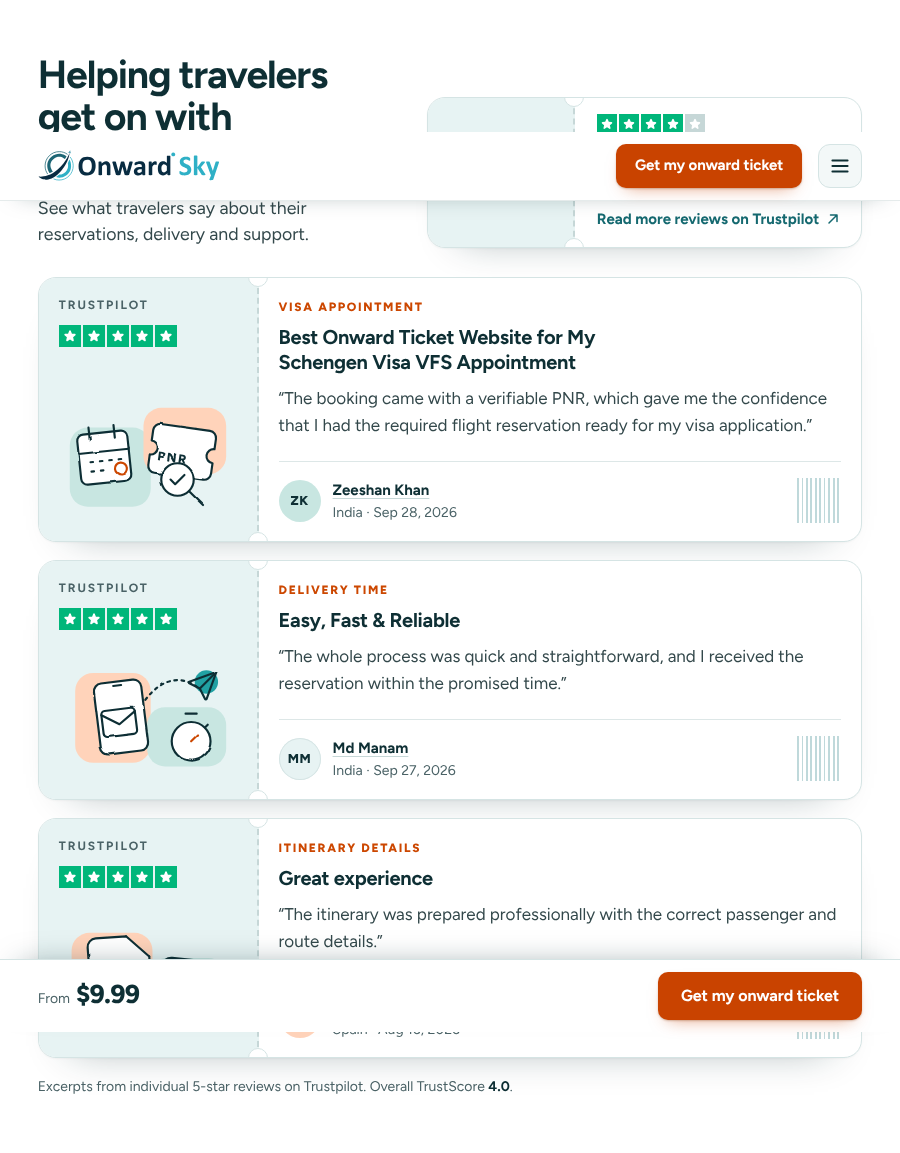 Helping travelers
get on with
Onward Sky
Get my onward ticket
See what travelers say about their
reservations, delivery and support.
Read more reviews on Trustpilot
TRUSTPILOT
VISA APPOINTMENT
Best Onward Ticket Website for My
Schengen Visa VFS Appointment
“The booking came with a verifiable PNR, which gave me the confidence
that I had the required flight reservation ready for my visa application.”
PNR
ZK
Zeeshan Khan
India · Sep 28, 2026
TRUSTPILOT
DELIVERY TIME
Easy, Fast & Reliable
“The whole process was quick and straightforward, and I received the
reservation within the promised time.”
MM
Md Manam
India · Sep 27, 2026
TRUSTPILOT
ITINERARY DETAILS
Great experience
“The itinerary was prepared professionally with the correct passenger and
route details.”
From $9.99
Get my onward ticket
Excerpts from individual 5-star reviews on Trustpilot. Overall TrustScore 4.0.